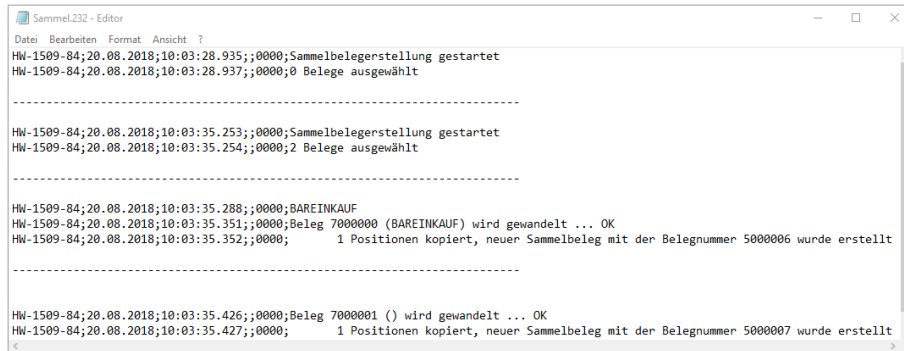 Sammel.232 - Editor
Datei Bearbeiten Format Ansicht ?
HW-1509-84;20.08.2018;10:03:28.935;;0000;Sammelbelegerstellung gestartet
HW-1509-84;20.08.2018;10:03:28.937;;0000;0 Belege ausgewählt
---------------------------------------------------------------------------
HW-1509-84;20.08.2018;10:03:35.253;;0000;Sammelbelegerstellung gestartet
HW-1509-84;20.08.2018;10:03:35.254;;0000;2 Belege ausgewählt
---------------------------------------------------------------------------
HW-1509-84;20.08.2018;10:03:35.288;;0000;BAREINKAUF
HW-1509-84;20.08.2018;10:03:35.351;;0000;Beleg 7000000 (BAREINKAUF) wird gewandelt ... OK
HW-1509-84;20.08.2018;10:03:35.352;;0000;       1 Positionen kopiert, neuer Sammelbeleg mit der Belegnummer 5000006 wurde erstellt
---------------------------------------------------------------------------
HW-1509-84;20.08.2018;10:03:35.426;;0000;Beleg 7000001 () wird gewandelt ... OK
HW-1509-84;20.08.2018;10:03:35.427;;0000;       1 Positionen kopiert, neuer Sammelbeleg mit der Belegnummer 5000007 wurde erstellt